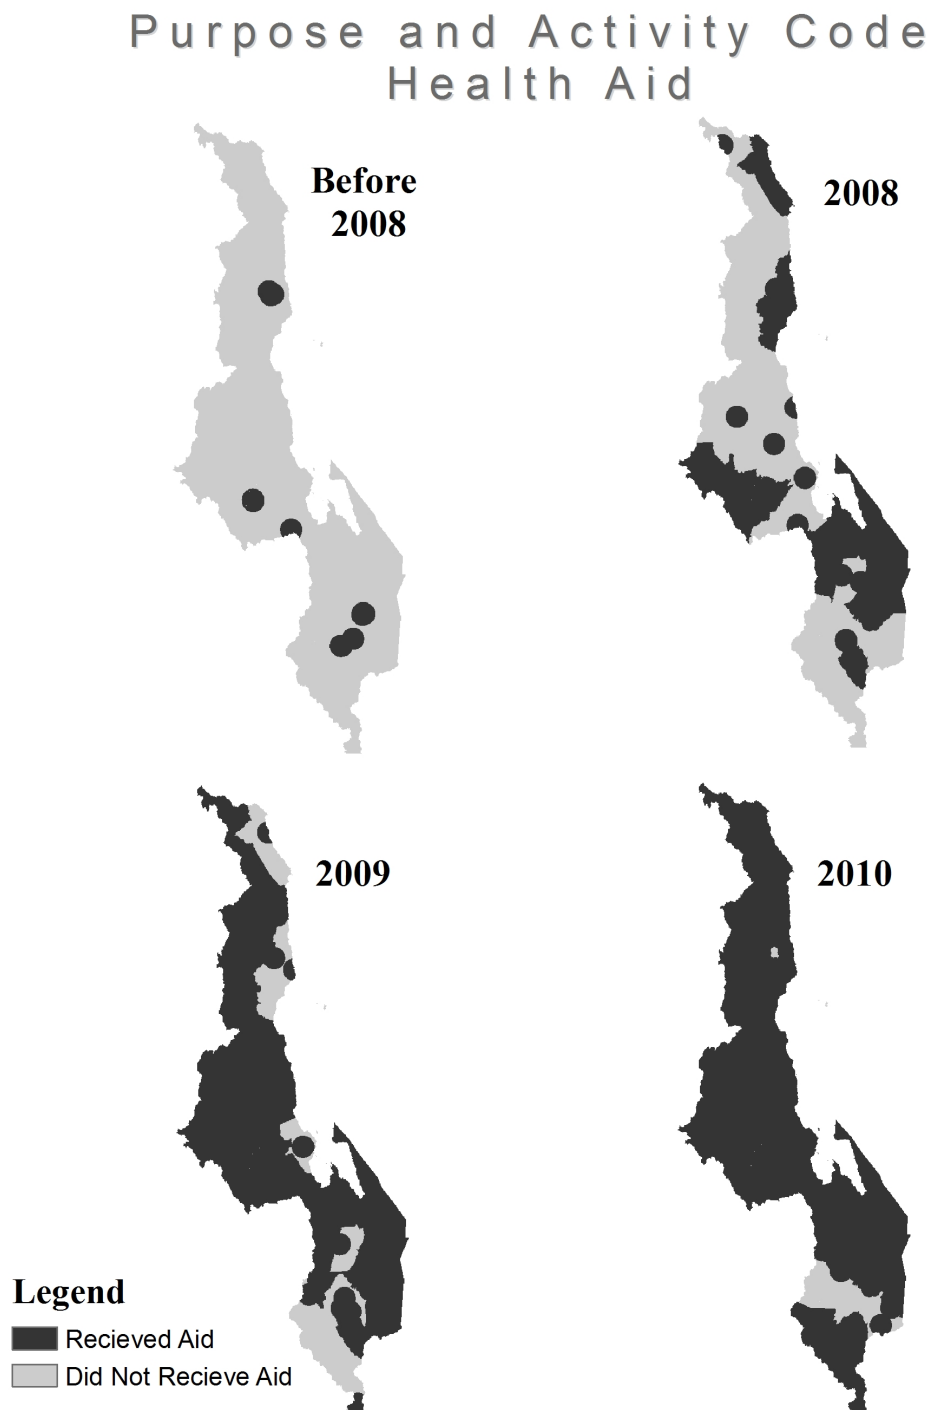 Purpose and Activity Code
Health Aid
Before
2008
2008
2009
2010
Legend
Recieved Aid
Did Not Recieve Aid